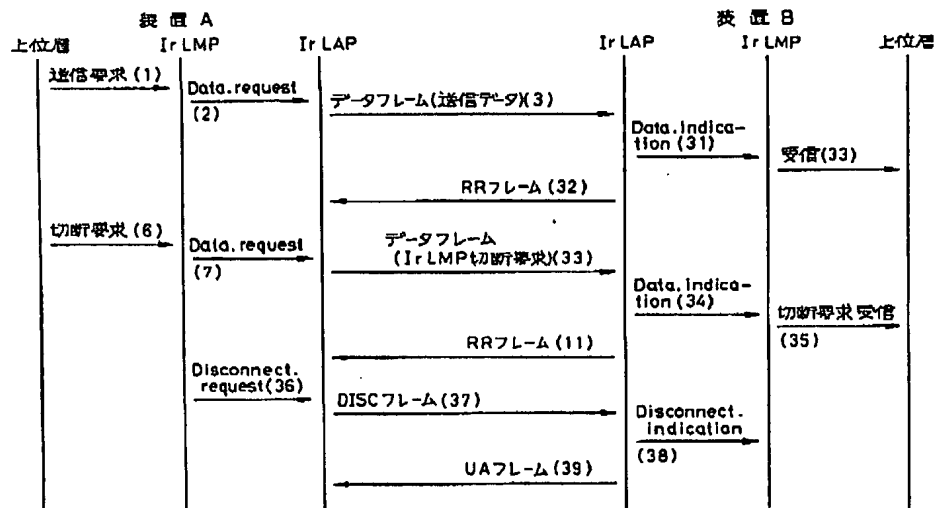 装置A
装置B
上位層
IrLMP
IrLAP
IrLAP
IrLMP
上位層
送信要求(1)
Data.request
(2)
データフレーム(送信データ)(3)
Data.indica-
tion(31)
受信(33)
RRフレーム(32)
切断要求(6)
Data.request
(7)
データフレーム
(IrLMP切断要求)(33)
Data.indica-
tion(34)
切断要求受信
(35)
RRフレーム(11)
Disconnect.
request(36)
DISCフレーム(37)
Disconnect.
indication
(38)
UAフレーム(39)